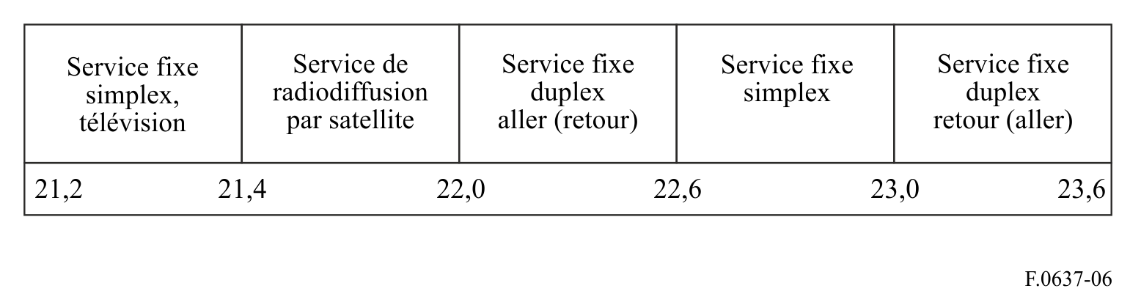 Service fixe
simplex,
télévision
Service de
radiodiffusion
par satellite
Service fixe
duplex
aller (retour)
Service fixe
simplex
Service fixe
duplex
retour (aller)
21,2 21,4 22,0 22,6 23,0 23,6
F.0637-06